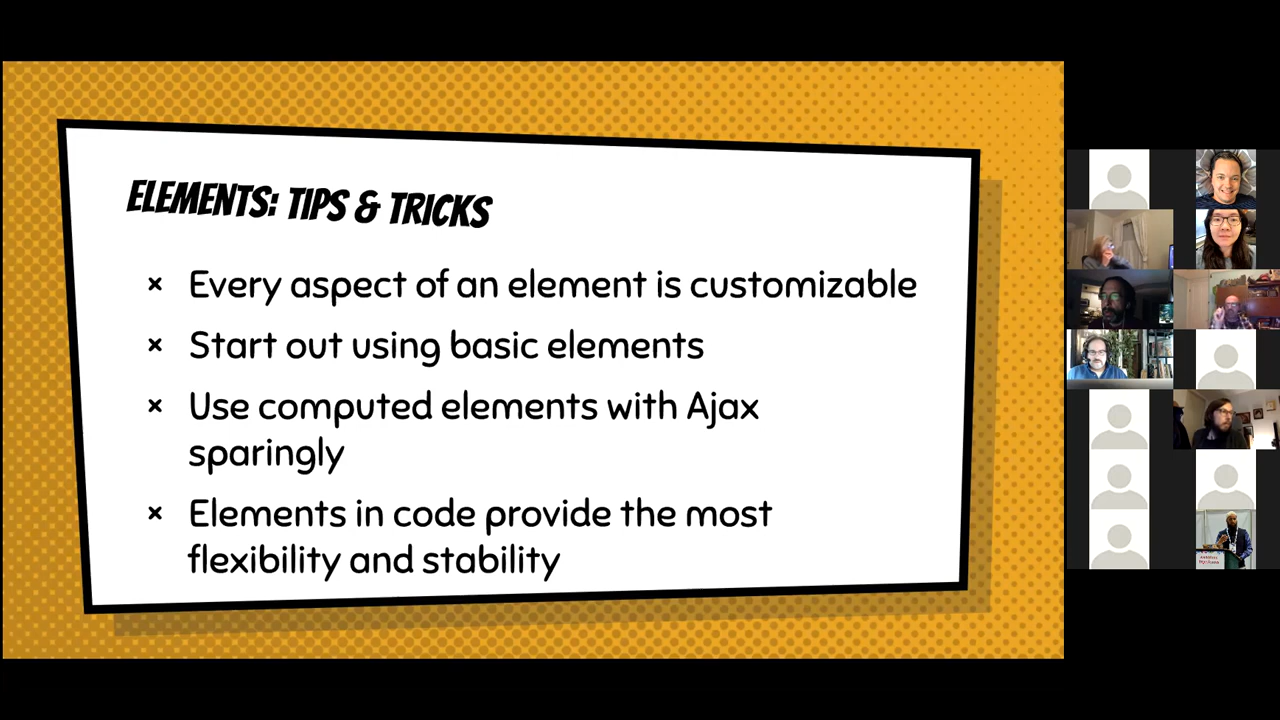 ELEMENTS: TIPS & TRICKS
× Every aspect of an element is customizable
× Start out using basic elements
× Use computed elements with Ajax
sparingly
× Elements in code provide the most
flexibility and stability